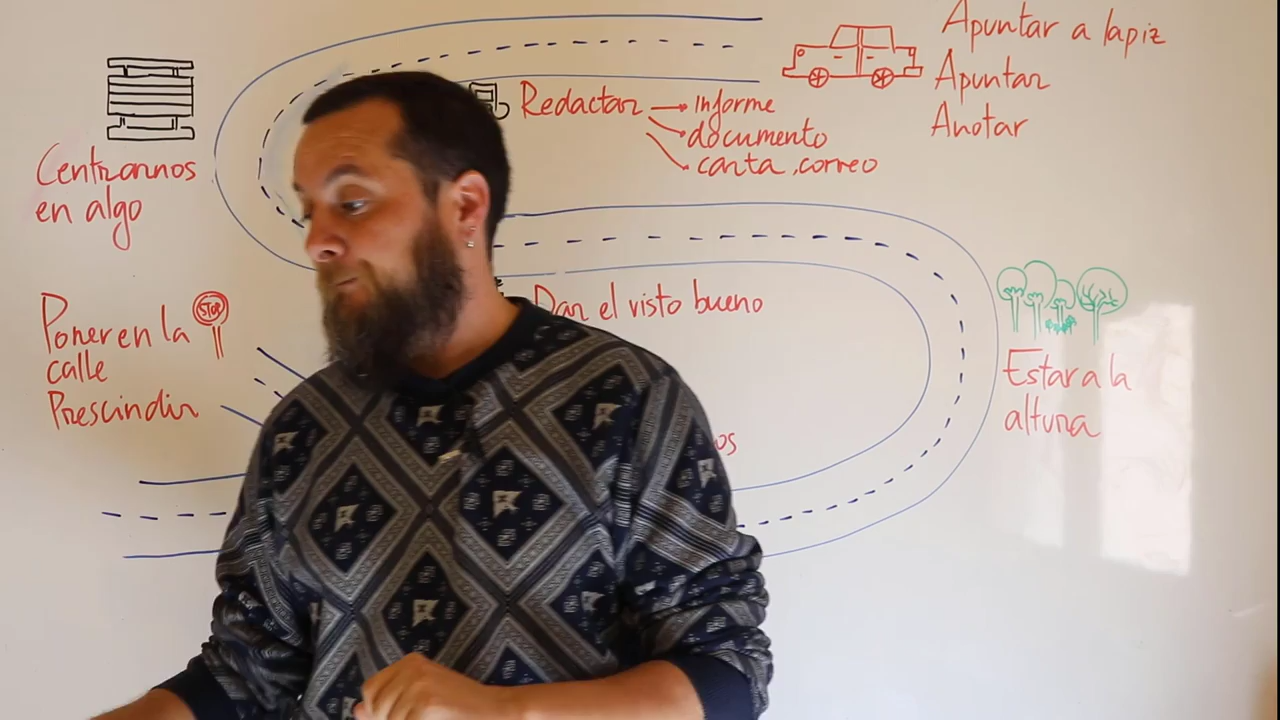 Apuntar a lapiz
Apuntar
Anotar
Redactar
informe
documento
carta, correo
Centrarnos
en algo
Dar el visto bueno
Poner en la
calle
Prescindir
STOP
Estar a la
altura